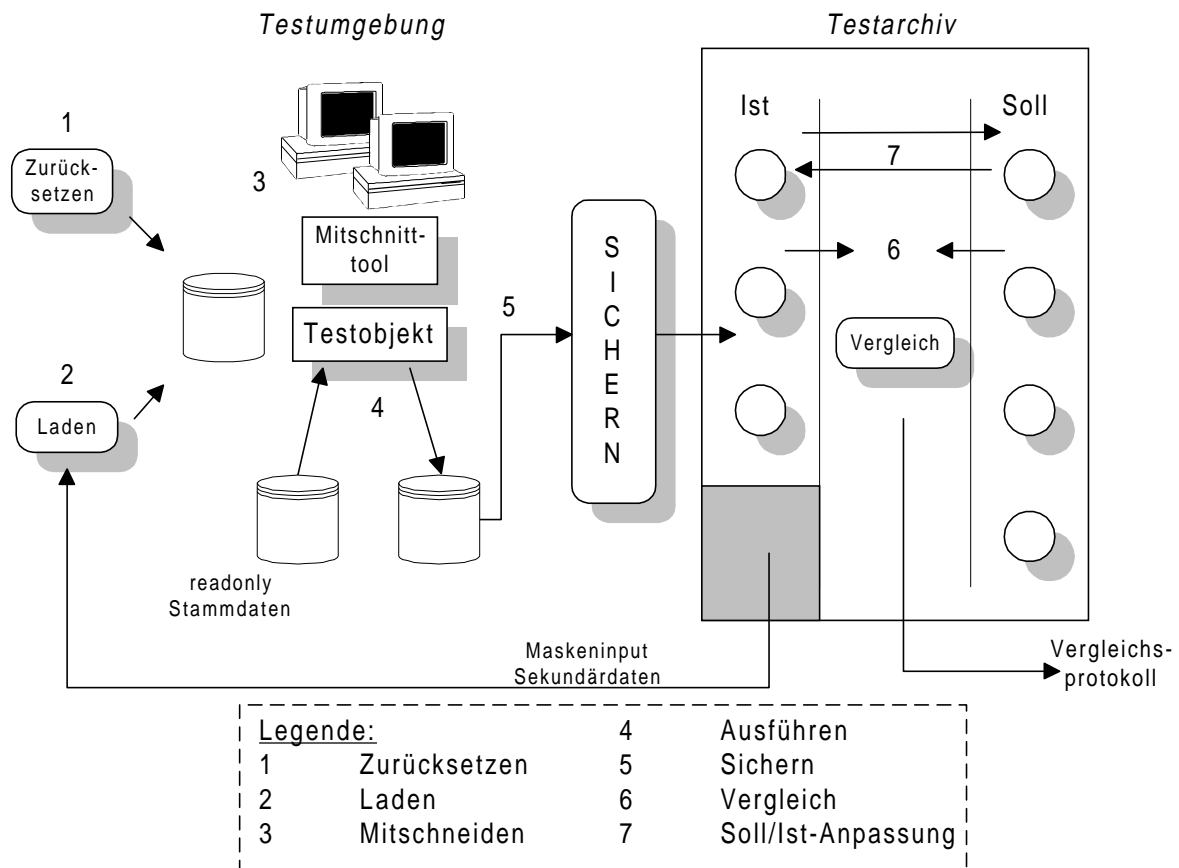 Testumgebung
Testarchiv
1
Zurück-
setzen
3
Mitschnitt-
tool
Testobjekt
2
Laden
4
5
S
I
C
H
E
R
N
Ist
Soll
7
6
Vergleich
readonly
Stammdaten
Maskeninput
Sekundärdaten
Vergleichs-
protokoll
Legende:
1 Zurücksetzen
2 Laden
3 Mitschneiden
4 Ausführen
5 Sichern
6 Vergleich
7 Soll/Ist-Anpassung